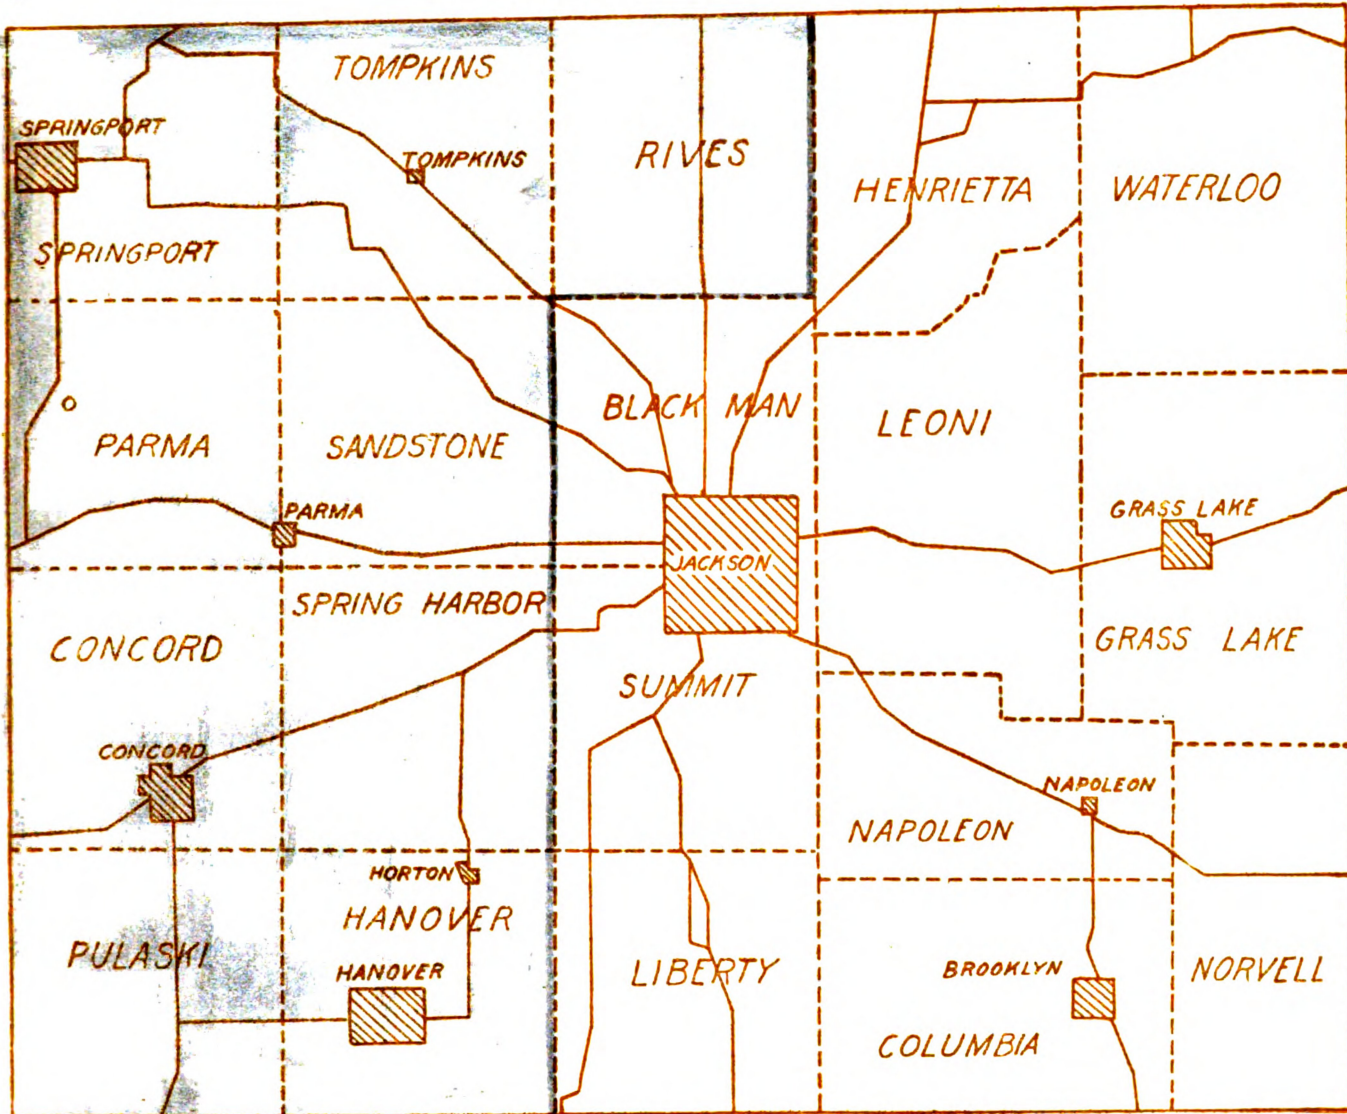 TOMPKINS
SPRINGPORT
TOMPKINS
RIVES
HENRIETTA
WATERLOO
SPRINGPORT
BLACK MAN
LEONI
PARMA
SANDSTONE
PARMA
GRASS LAKE
JACKSON
SPRING HARBOR
CONCORD
GRASS LAKE
SUMMIT
CONCORD
NAPOLEON
NAPOLEON
HORTON
HANOVER
PULASKI
HANOVER
LIBERTY
BROOKLYN
NORVELL
COLUMBIA